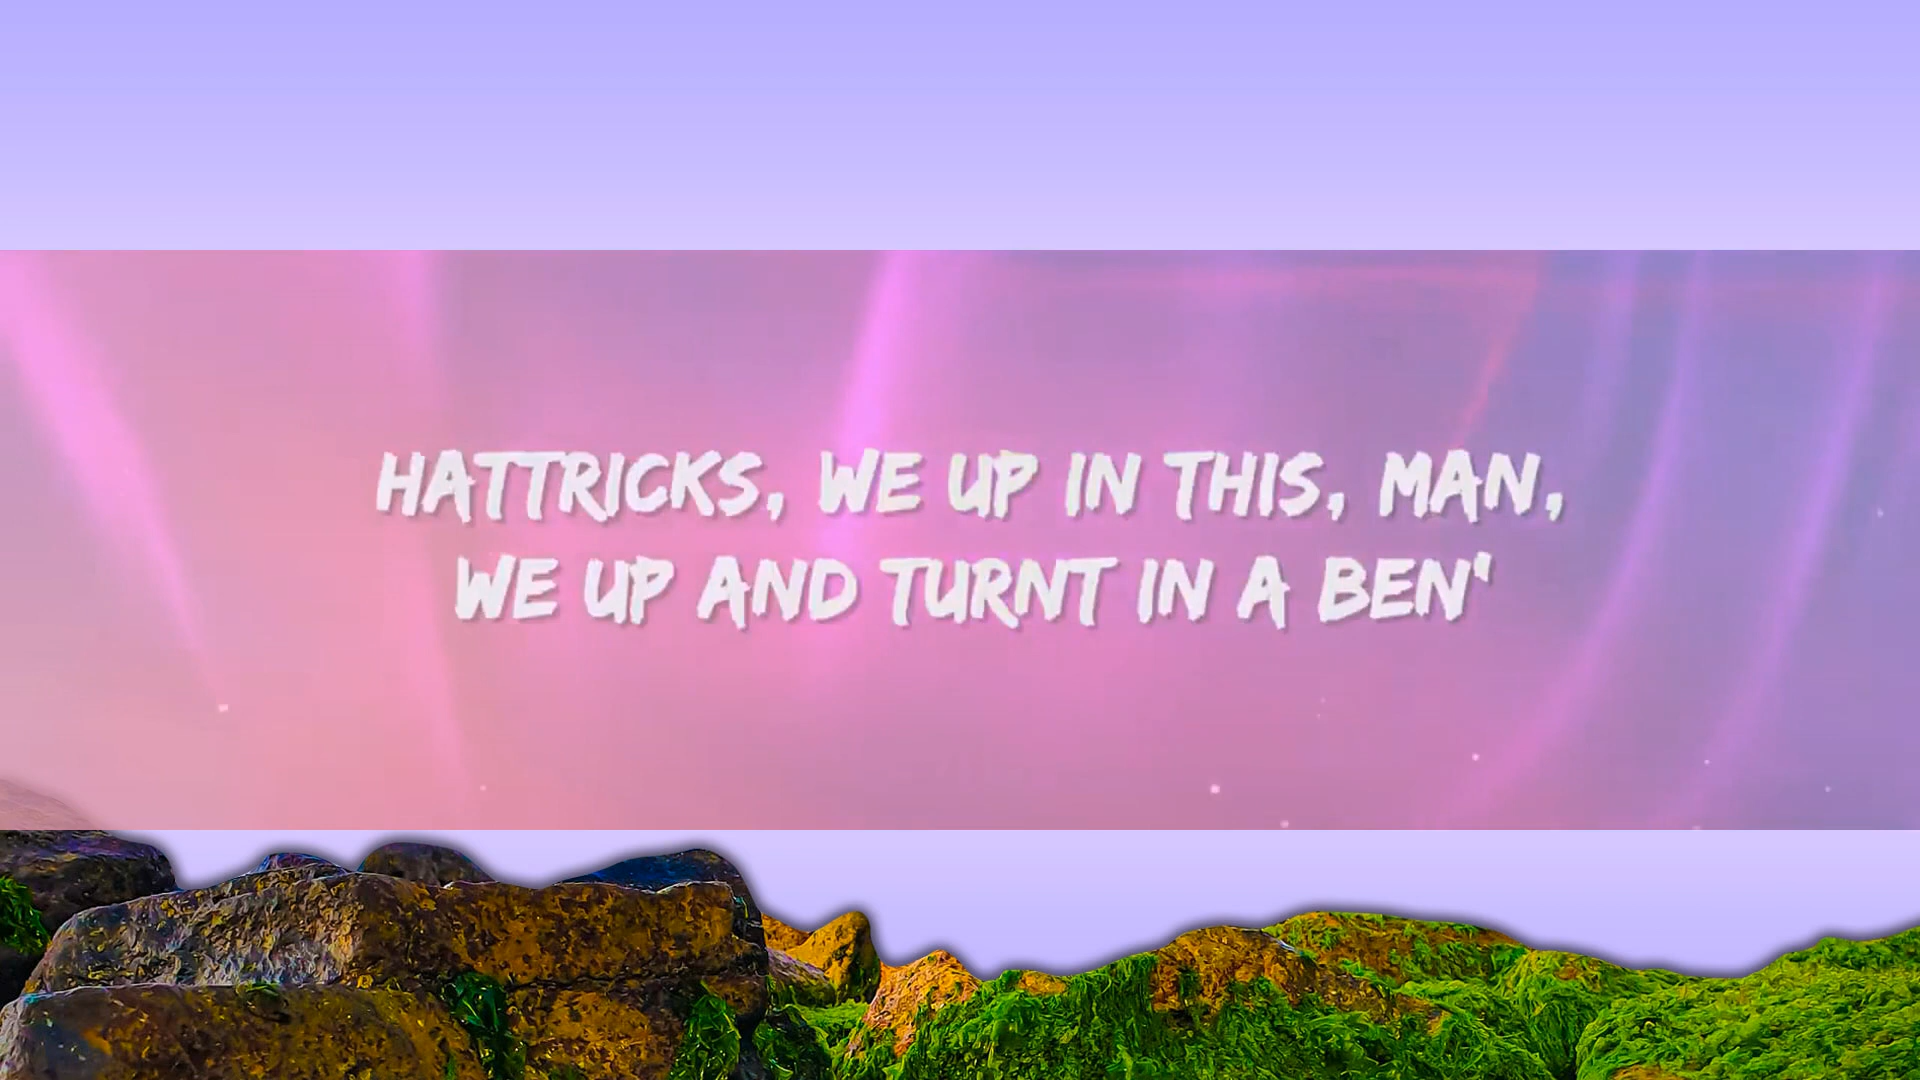 HATTRICKS, WE UP IN THIS, MAN,
WE UP AND TURNT IN A BEN'